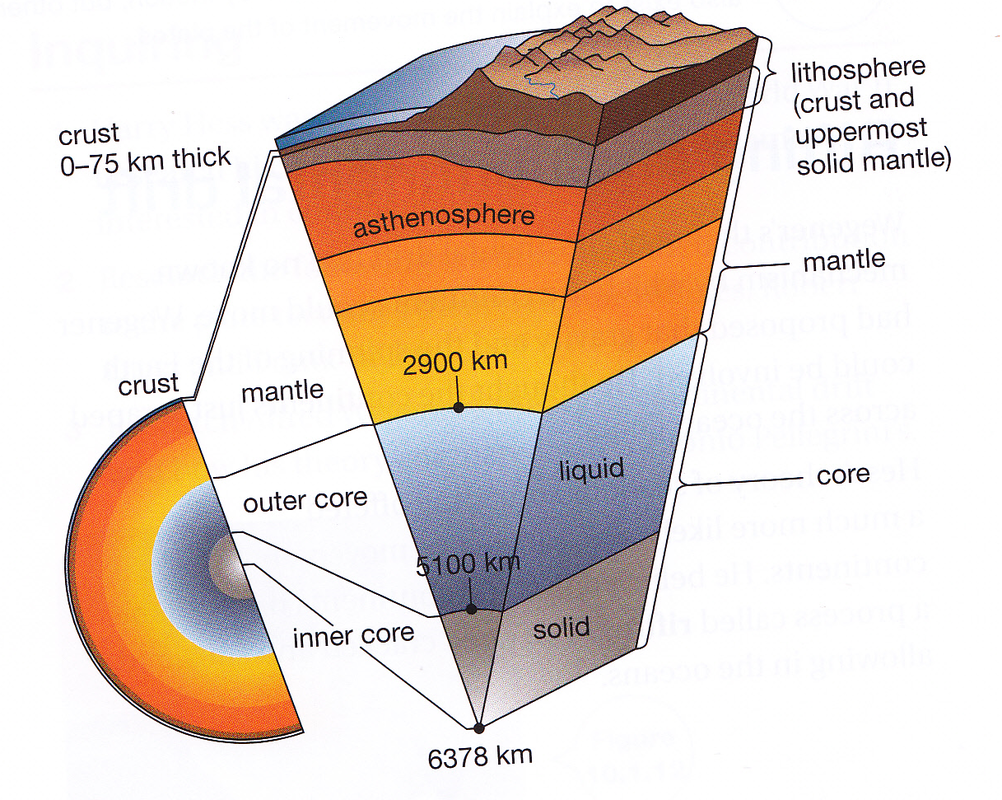 lithosphere
(crust and
uppermost
solid mantle)
crust
0–75 km thick
asthenosphere
mantle
2900 km
crust
mantle
liquid
core
outer core
5100 km
inner core
solid
6378 km